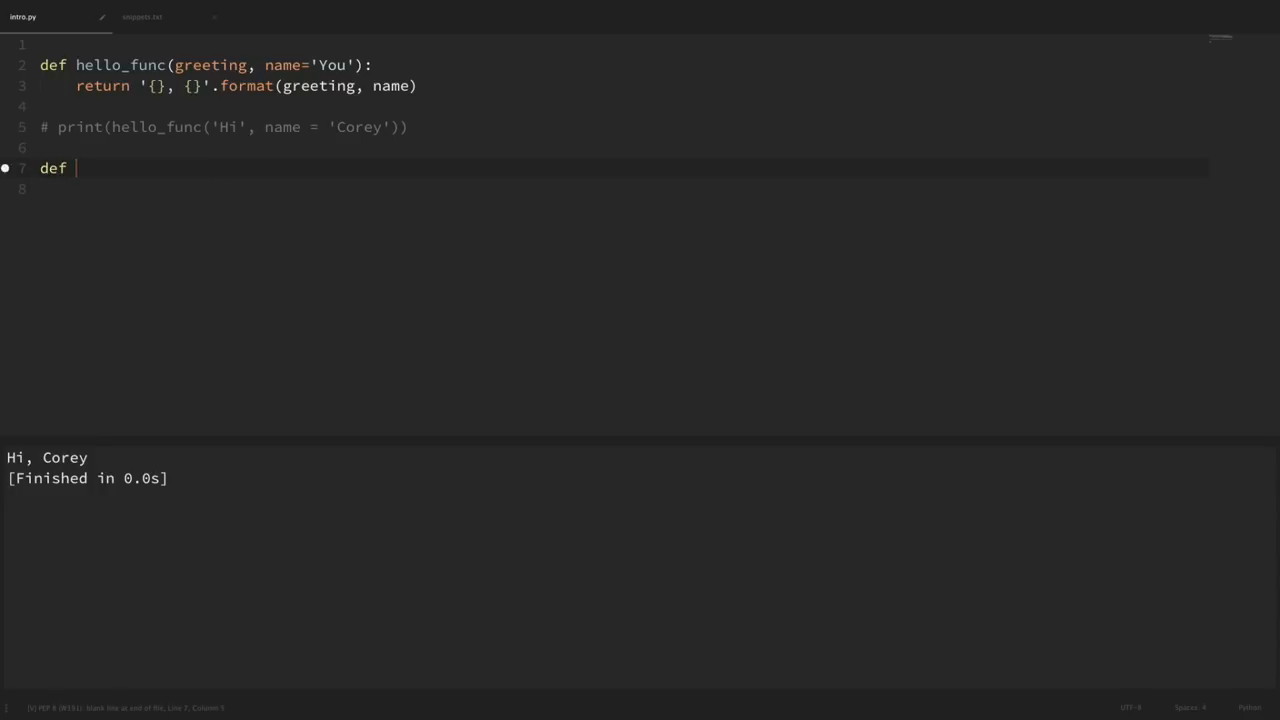 intro.py
snippets.txt
1
2 def hello_func(greeting, name='You'):
3     return '{}, {}'.format(greeting, name)
4
5 # print(hello_func('Hi', name = 'Corey'))
6
7 def
8
Hi, Corey
[Finished in 0.0s]
[V] PEP 8 (W391): blank line at end of file, Line 7, Column 5
UTF-8
Spaces: 4
Python